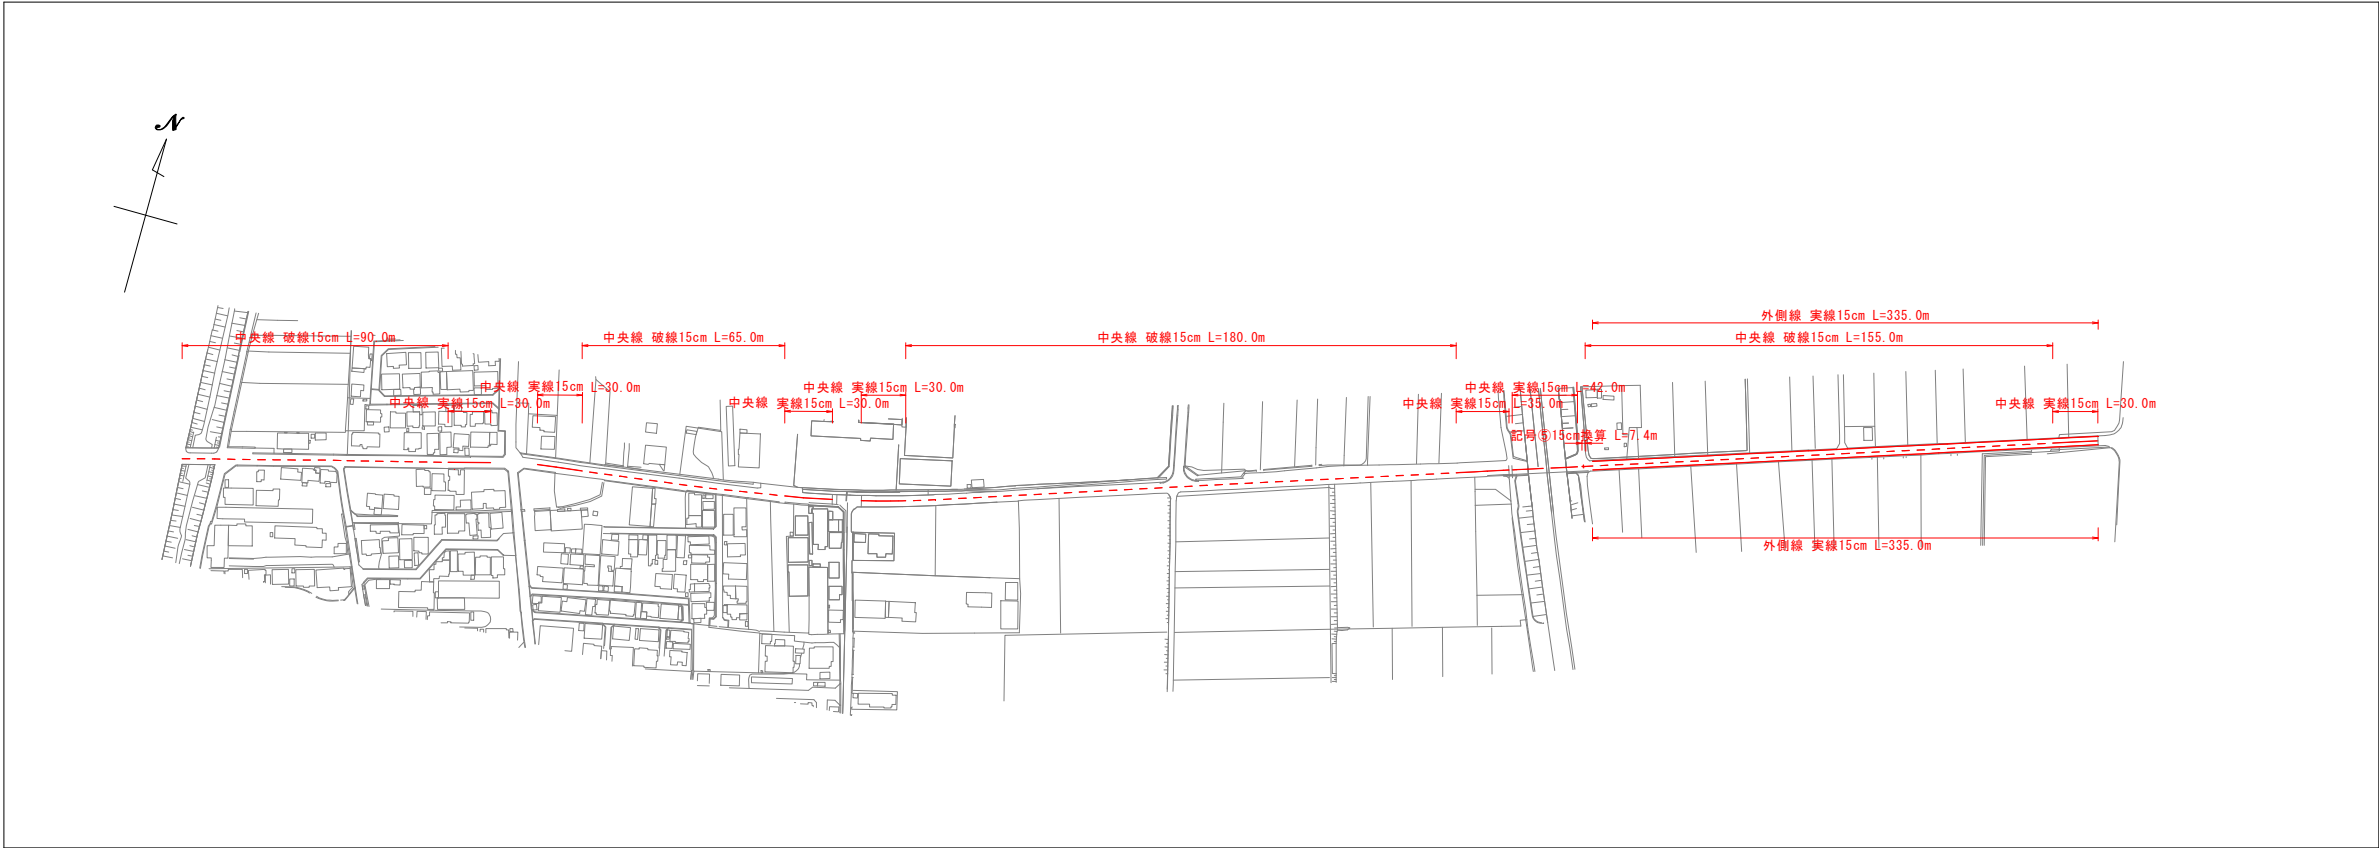 N
外側線 実線15cm L=335.0m
中央線 破線15cm L=90.0m
中央線 破線15cm L=65.0m
中央線 破線15cm L=180.0m
中央線 破線15cm L=155.0m
中央線 実線15cm L=30.0m
中央線 実線15cm L=30.0m
中央線 実線15cm L=42.0m
中央線 実線15cm L=30.0m
中央線 実線15cm L=30.0m
中央線 実線15cm L=35.0m
中央線 実線15cm L=30.0m
記号⑤15cm換算 L=7.4m
外側線 実線15cm L=335.0m